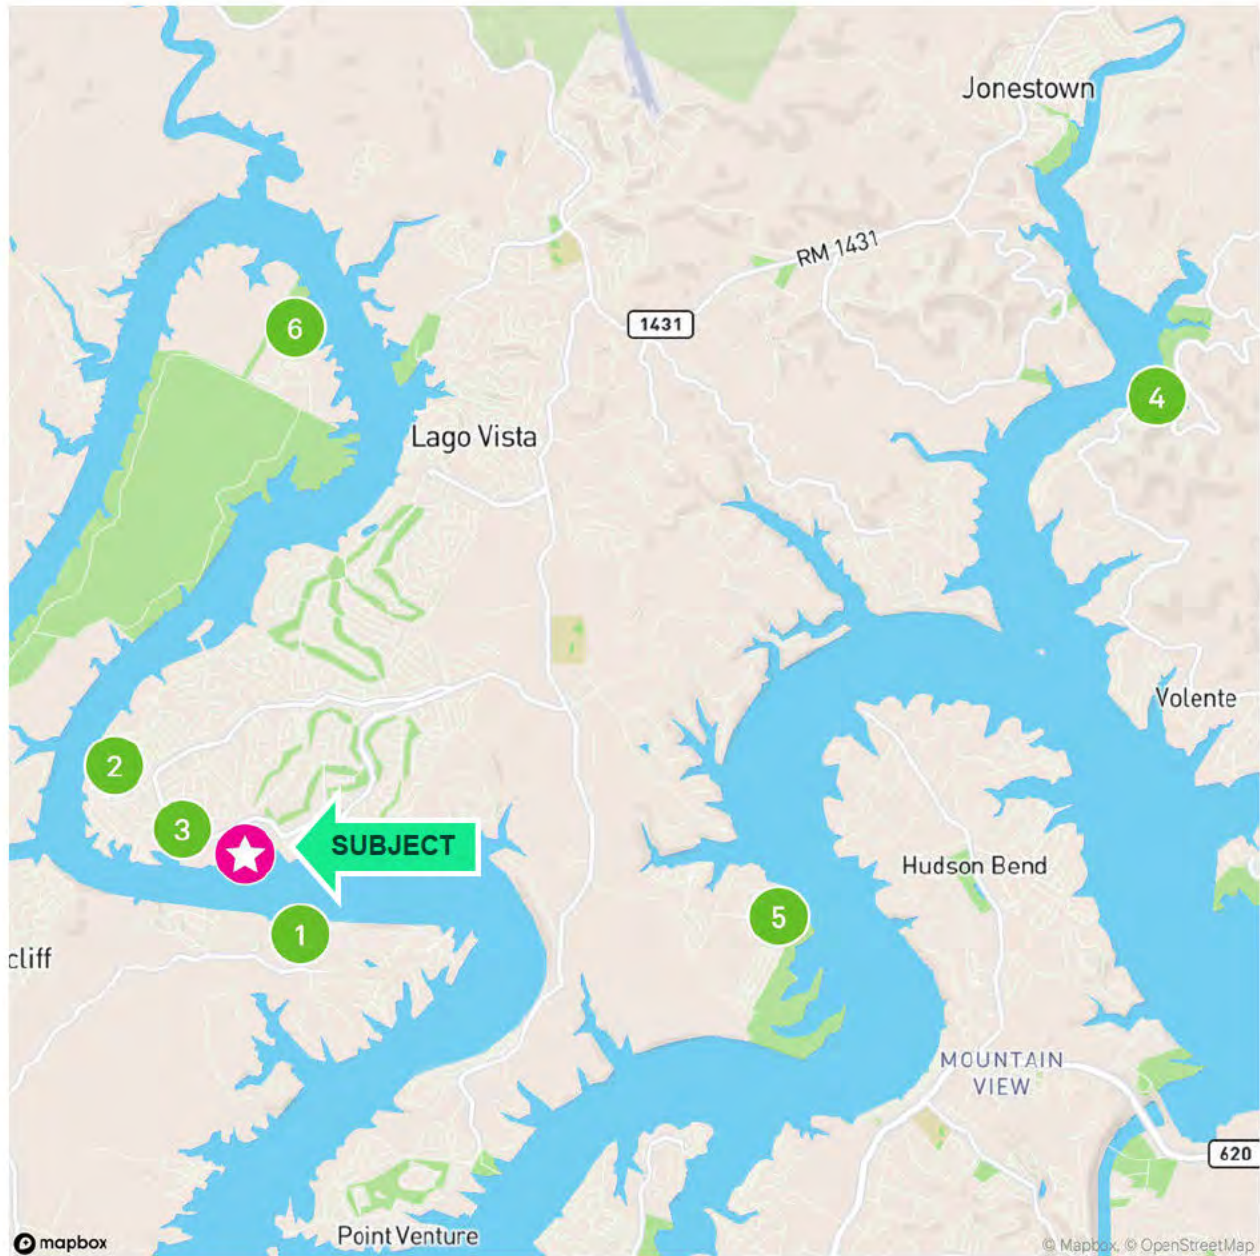 Jonestown
RM 1431
6
1431
4
Lago Vista
Volente
2
3
SUBJECT
Hudson Bend
5
1
cliff
MOUNTAIN
VIEW
620
Point Venture
mapbox
© Mapbox, © OpenStreetMap